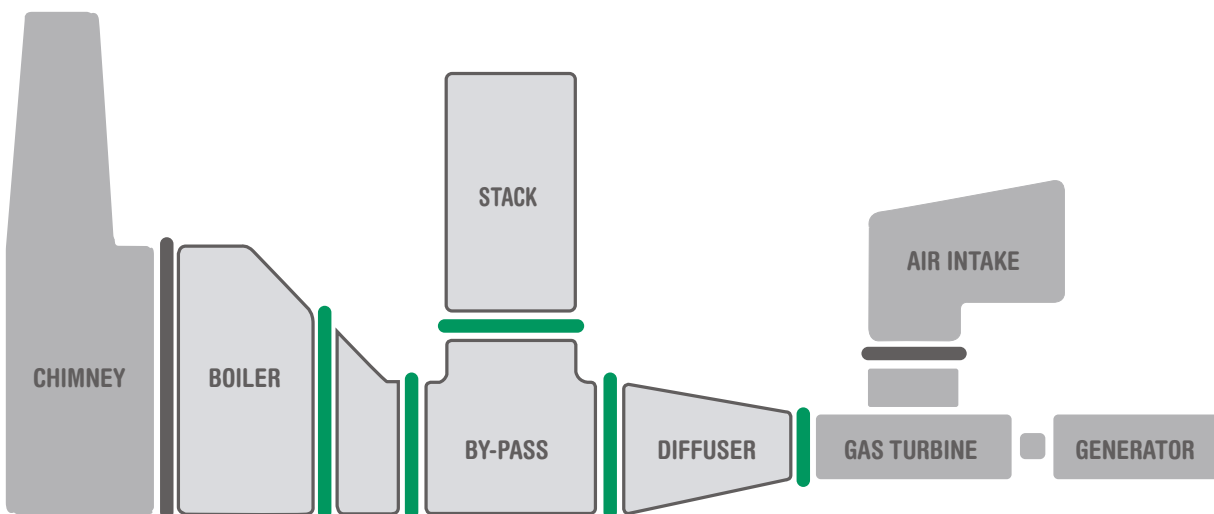 STACK
AIR INTAKE
CHIMNEY
BOILER
BY-PASS
DIFFUSER
GAS TURBINE
GENERATOR